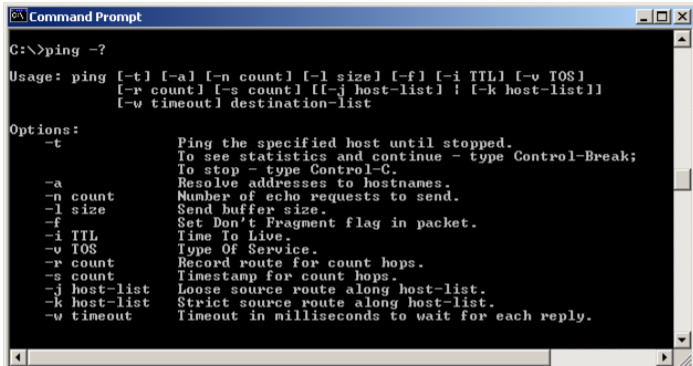 Command Prompt
C:\>ping -?
Usage: ping [-t] [-a] [-n count] [-l size] [-f] [-i TTL] [-v TOS]
            [-r count] [-s count] [[-j host-list] | [-k host-list]]
            [-w timeout] destination-list
Options:
    -t             Ping the specified host until stopped.
                   To see statistics and continue - type Control-Break;
                   To stop - type Control-C.
    -a             Resolve addresses to hostnames.
    -n count       Number of echo requests to send.
    -l size        Send buffer size.
    -f             Set Don't Fragment flag in packet.
    -i TTL         Time To Live.
    -v TOS         Type Of Service.
    -r count       Record route for count hops.
    -s count       Timestamp for count hops.
    -j host-list   Loose source route along host-list.
    -k host-list   Strict source route along host-list.
    -w timeout     Timeout in milliseconds to wait for each reply.